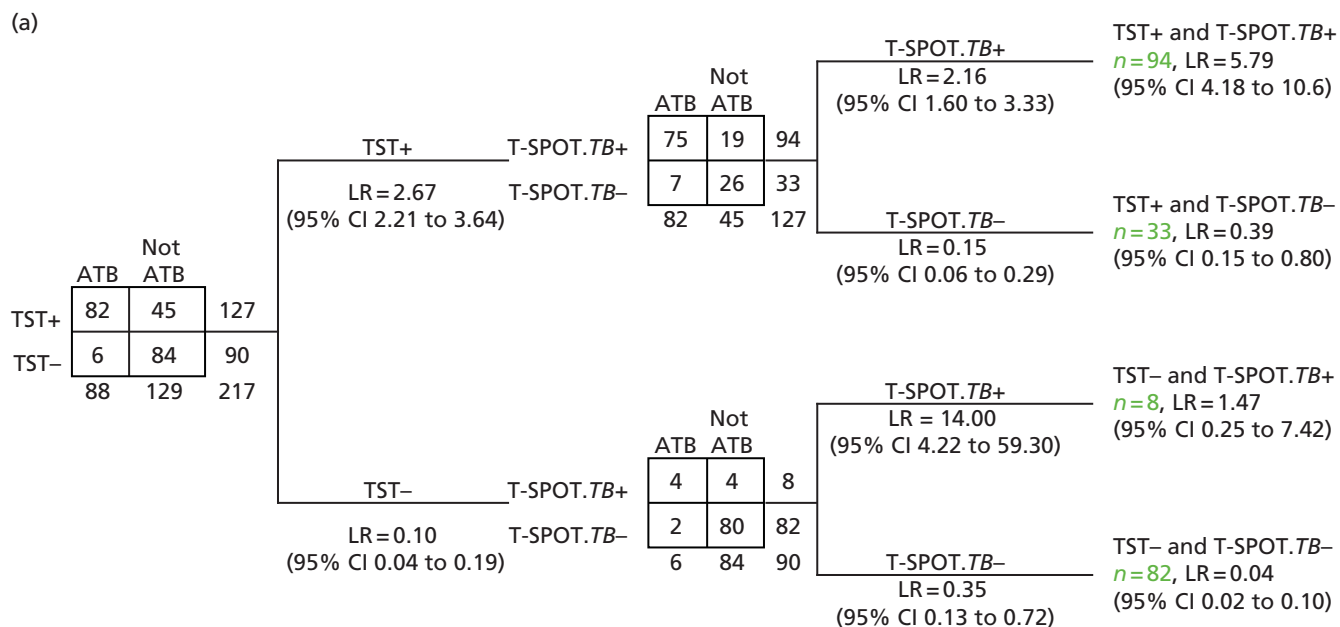 (a)
Not
ATB ATB
TST+ 82 45 127
TST– 6 84 90
88 129 217
TST+
LR=2.67
(95% CI 2.21 to 3.64)
Not
ATB ATB
T-SPOT.TB+ 75 19 94
T-SPOT.TB– 7 26 33
82 45 127
T-SPOT.TB+
LR=2.16
(95% CI 1.60 to 3.33)
TST+ and T-SPOT.TB+
n=94, LR=5.79
(95% CI 4.18 to 10.6)
T-SPOT.TB–
LR=0.15
(95% CI 0.06 to 0.29)
TST+ and T-SPOT.TB–
n=33, LR=0.39
(95% CI 0.15 to 0.80)
TST–
LR=0.10
(95% CI 0.04 to 0.19)
Not
ATB ATB
T-SPOT.TB+ 4 4 8
T-SPOT.TB– 2 80 82
6 84 90
T-SPOT.TB+
LR = 14.00
(95% CI 4.22 to 59.30)
TST– and T-SPOT.TB+
n=8, LR=1.47
(95% CI 0.25 to 7.42)
T-SPOT.TB–
LR=0.35
(95% CI 0.13 to 0.72)
TST– and T-SPOT.TB–
n=82, LR=0.04
(95% CI 0.02 to 0.10)